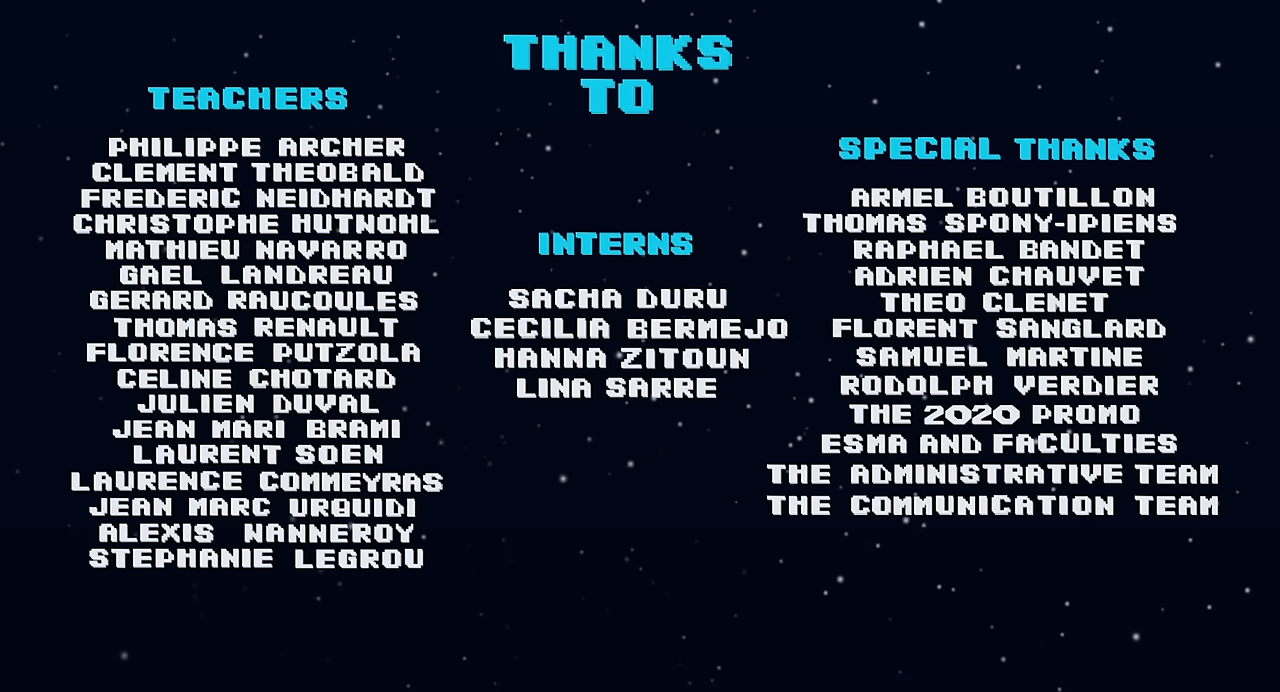 THANKS
TO
TEACHERS
PHILIPPE ARCHER
CLEMENT THEOBALD
FREDERIC NEIDHARDT
CHRISTOPHE HUTWOHL
MATHIEU NAVARRO
GAEL LANDREAU
GERARD RAUCOULES
THOMAS RENAULT
FLORENCE PUTZOLA
CELINE CHOTARD
JULIEN DUVAL
JEAN MARI BRAMI
LAURENT SOEN
LAURENCE COMMEYRAS
JEAN MARC URQUIDI
ALEXIS WANNEROY
STEPHANIE LEGROU
INTERNS
SACHA DURU
CECILIA BERMEJO
HANNA ZITOUN
LINA SARRE
SPECIAL THANKS
ARMEL BOUTILLON
THOMAS SPONY-IPIENS
RAPHAEL BANDET
ADRIEN CHAUVET
THEO CLENET
FLORENT SANGLARD
SAMUEL MARTINE
RODOLPH VERDIER
THE 2020 PROMO
ESMA AND FACULTIES
THE ADMINISTRATIVE TEAM
THE COMMUNICATION TEAM